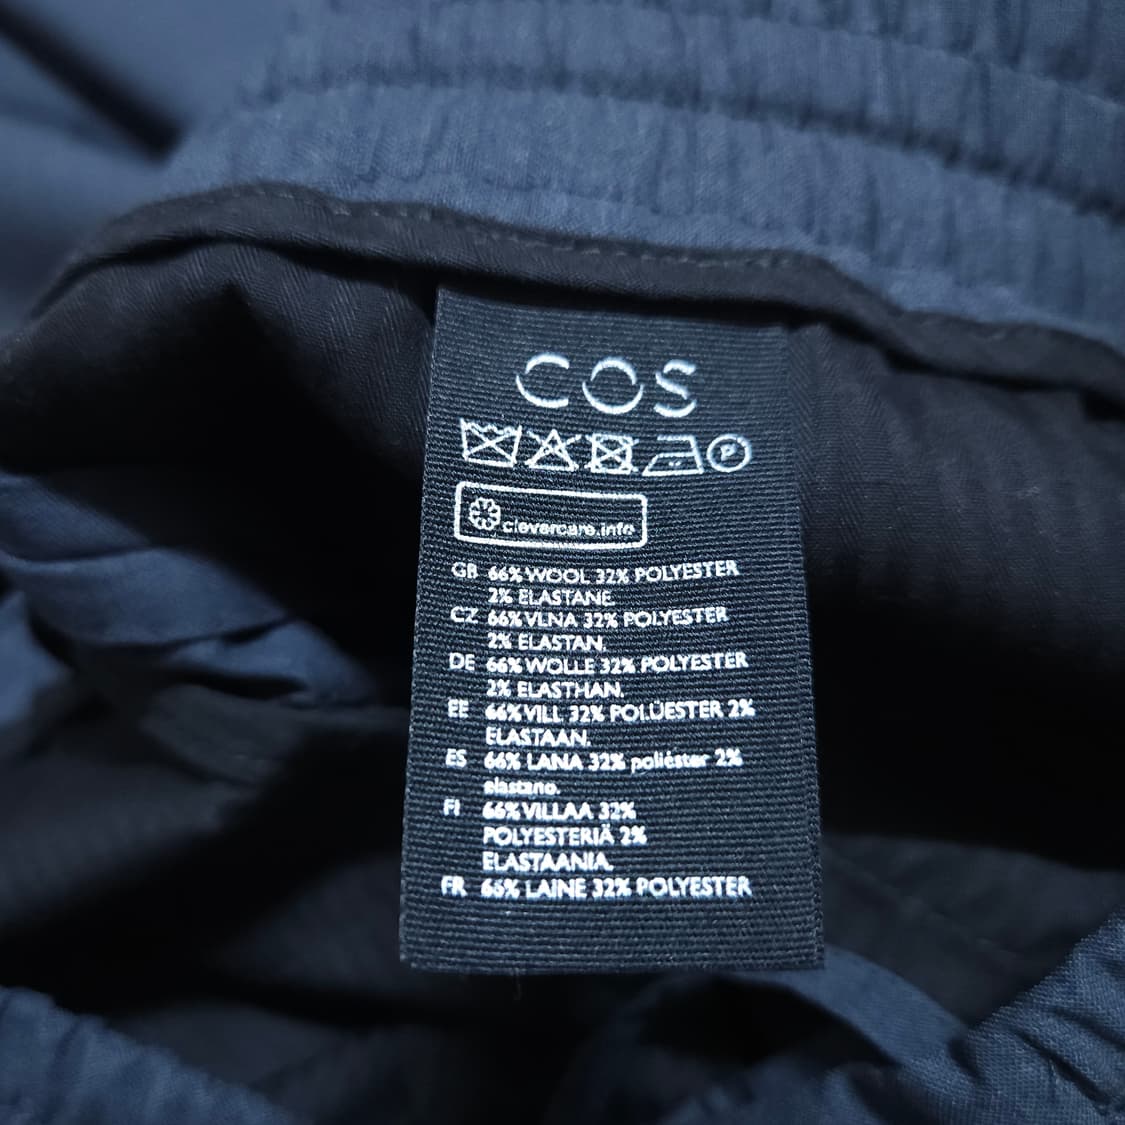 COS
P
clevercare.info
GB 66% WOOL 32% POLYESTER
2% ELASTANE.
CZ 66% VLNA 32% POLYESTER
2% ELASTAN.
DE 66% WOLLE 32% POLYESTER
2% ELASTHAN.
EE 66% VILL 32% POLÜESTER 2%
ELASTAAN.
ES 66% LANA 32% poliéster 2%
elastano.
FI 66% VILLAA 32%
POLYESTERIÄ 2%
ELASTAANIA.
FR 66% LAINE 32% POLYESTER